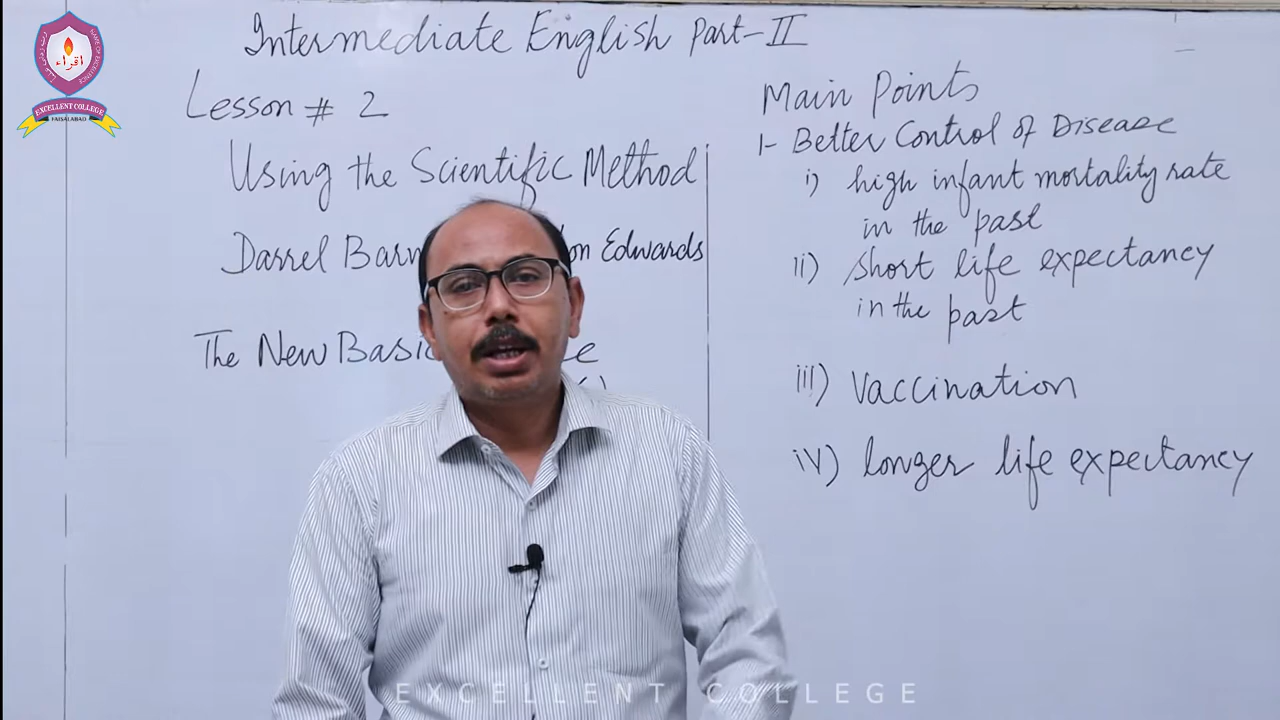 Intermediate English Part-II
Lesson # 2
Using the Scientific Method
Darrel Edwards
The New
Main Points
1- Better Control of Disease
i) high infant mortality rate
in the past
ii) short life expectancy
in the past
iii) Vaccination
iv) longer life expectancy
اقراء
EXCELLENT COLLEGE
FAISALABAD
EXCELLENT COLLEGE